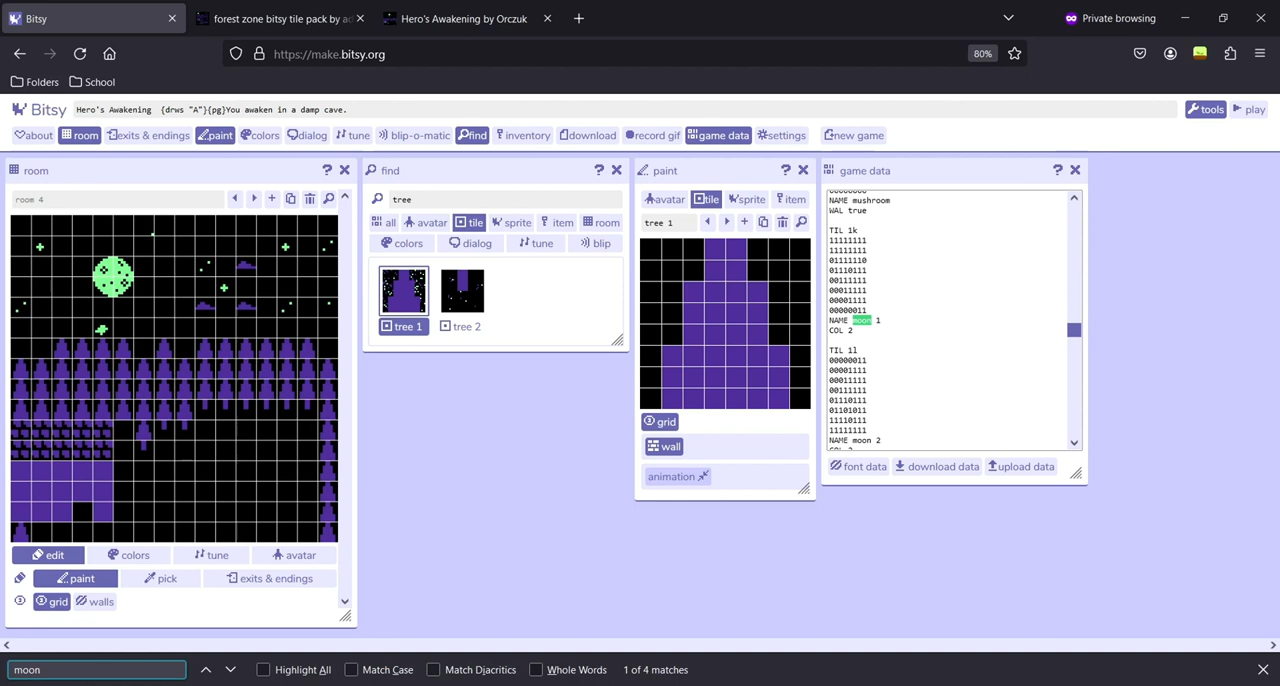 Bitsy
forest zone bitsy tile pack by ad
Hero's Awakening by Orczuk
Private browsing
https://make.bitsy.org
80%
Folders
School
Bitsy
Hero's Awakening {drws "A"}{pg}You awaken in a damp cave.
tools
play
about
room
exits & endings
paint
colors
dialog
tune
blip-o-matic
find
inventory
download
record gif
game data
settings
new game
room
?
room 4
edit
colors
tune
avatar
paint
pick
exits & endings
grid
walls
find
?
tree
all
avatar
tile
sprite
item
room
colors
dialog
tune
blip
tree 1
tree 2
paint
?
avatar
tile
sprite
item
tree 1
grid
wall
animation
game data
?
00000000
NAME mushroom
WAL true
TIL 1k
11111111
11111111
01111110
01110111
00111111
00011111
00001111
00000011
NAME moon 1
COL 2
TIL 1l
00000011
00001111
00011111
00111111
01110111
01101011
11110111
11111111
NAME moon 2
COL 2
font data
download data
upload data
moon
Highlight All
Match Case
Match Diacritics
Whole Words
1 of 4 matches